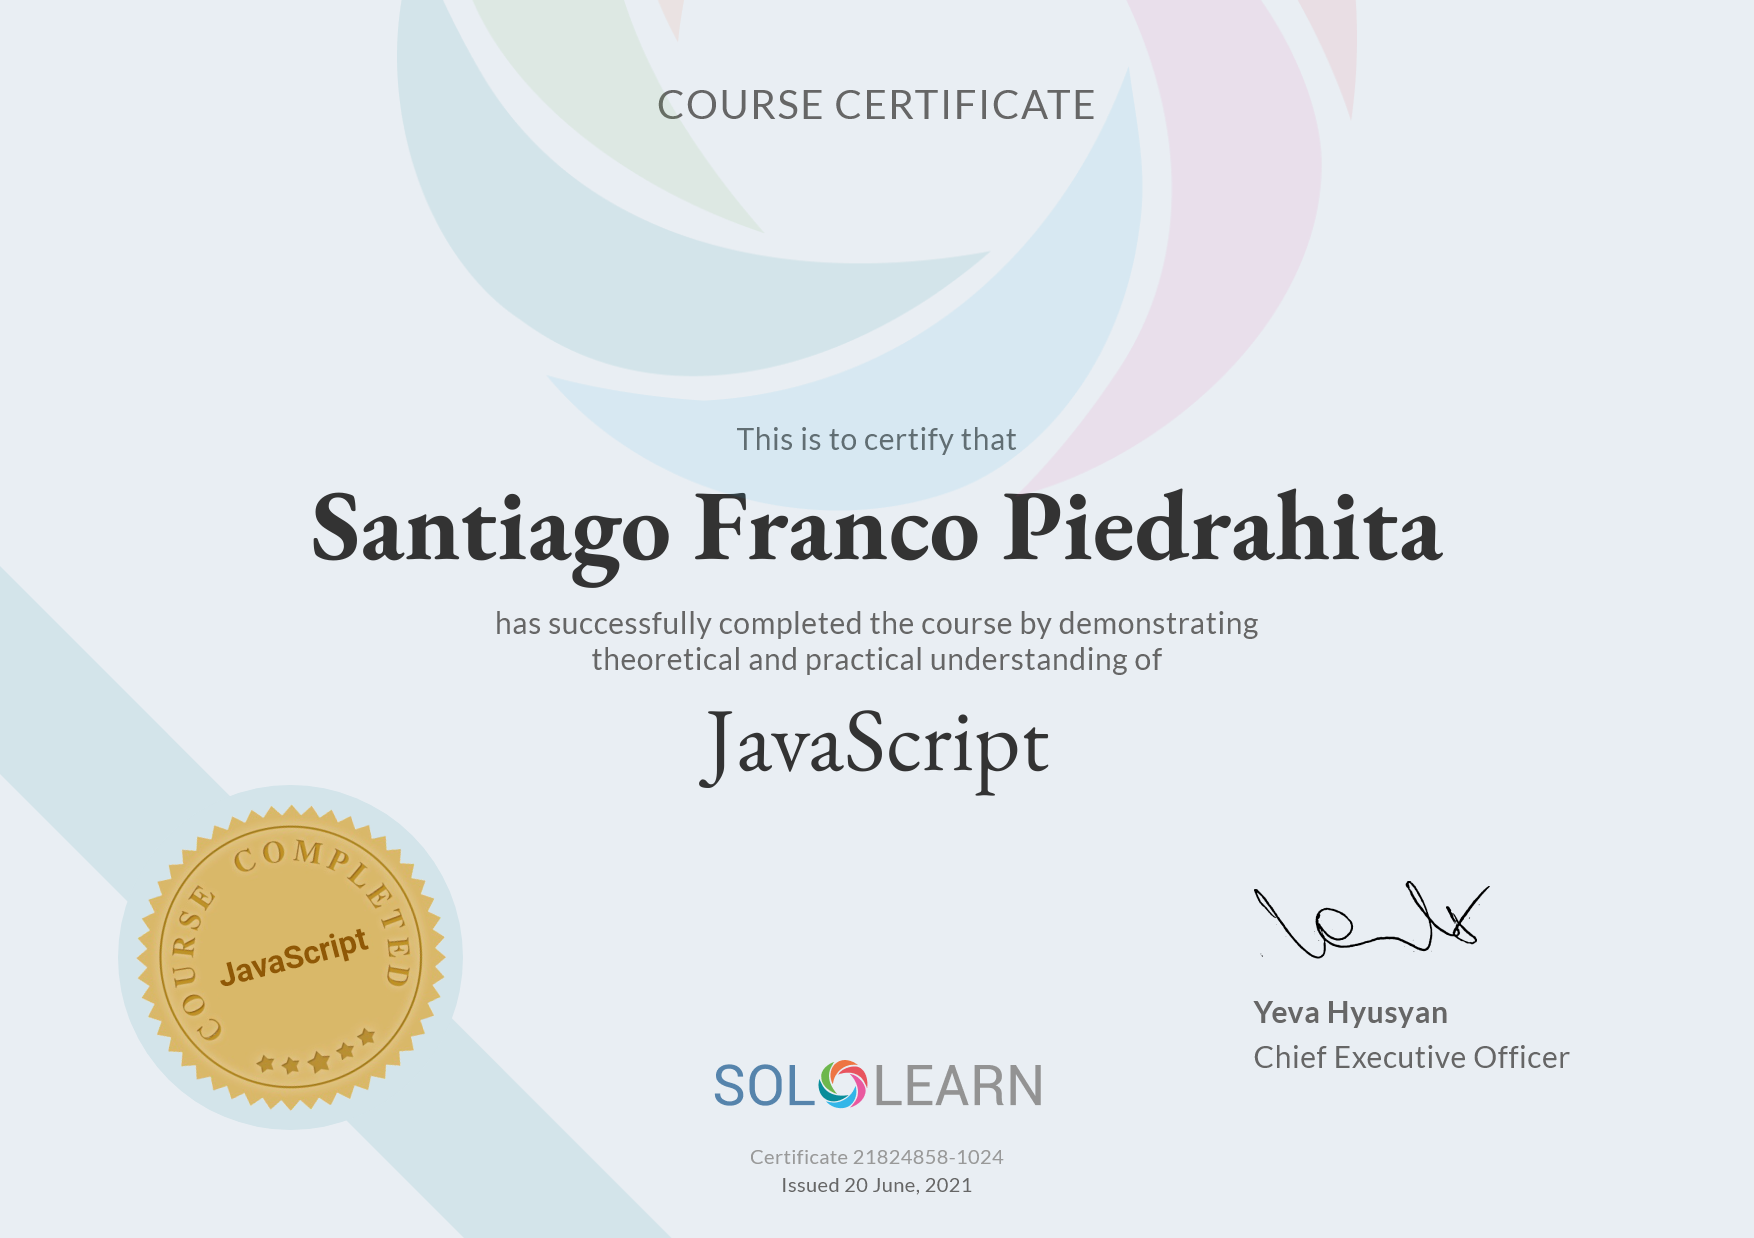 COURSE CERTIFICATE
This is to certify that
Santiago Franco Piedrahita
has successfully completed the course by demonstrating
theoretical and practical understanding of
JavaScript
COURSE COMPLETED
JavaScript
Yeva Hyusyan
Chief Executive Officer
SOLOLEARN
Certificate 21824858-1024
Issued 20 June, 2021